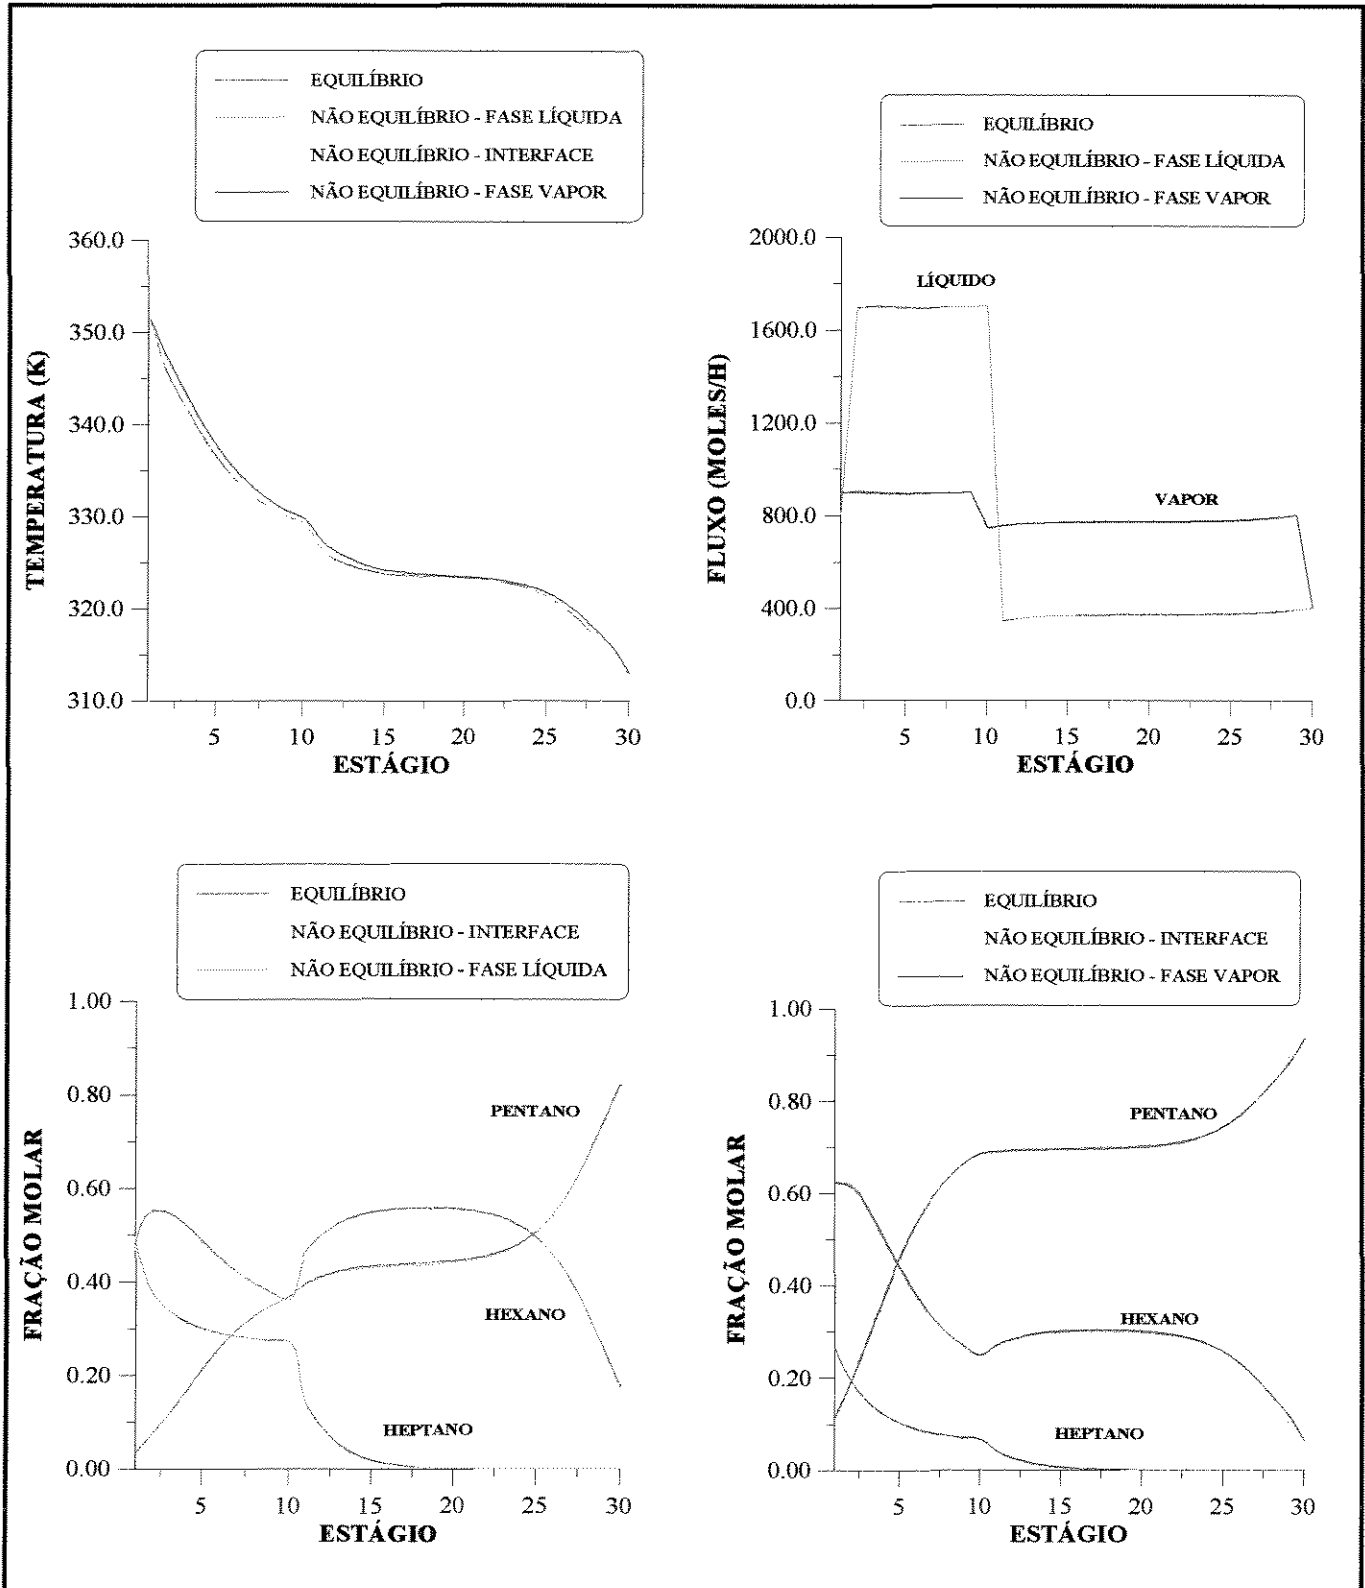 EQUILÍBRIO
NÃO EQUILÍBRIO - FASE LÍQUIDA
NÃO EQUILÍBRIO - INTERFACE
NÃO EQUILÍBRIO - FASE VAPOR
360.0
350.0
340.0
330.0
320.0
310.0
TEMPERATURA (K)
5 10 15 20 25 30
ESTÁGIO
EQUILÍBRIO
NÃO EQUILÍBRIO - FASE LÍQUIDA
NÃO EQUILÍBRIO - FASE VAPOR
2000.0
1600.0
1200.0
800.0
400.0
0.0
FLUXO (MOLES/H)
LÍQUIDO
VAPOR
5 10 15 20 25 30
ESTÁGIO
EQUILÍBRIO
NÃO EQUILÍBRIO - INTERFACE
NÃO EQUILÍBRIO - FASE LÍQUIDA
1.00
0.80
0.60
0.40
0.20
0.00
FRAÇÃO MOLAR
PENTANO
HEXANO
HEPTANO
5 10 15 20 25 30
ESTÁGIO
EQUILÍBRIO
NÃO EQUILÍBRIO - INTERFACE
NÃO EQUILÍBRIO - FASE VAPOR
1.00
0.80
0.60
0.40
0.20
0.00
FRAÇÃO MOLAR
PENTANO
HEXANO
HEPTANO
5 10 15 20 25 30
ESTÁGIO